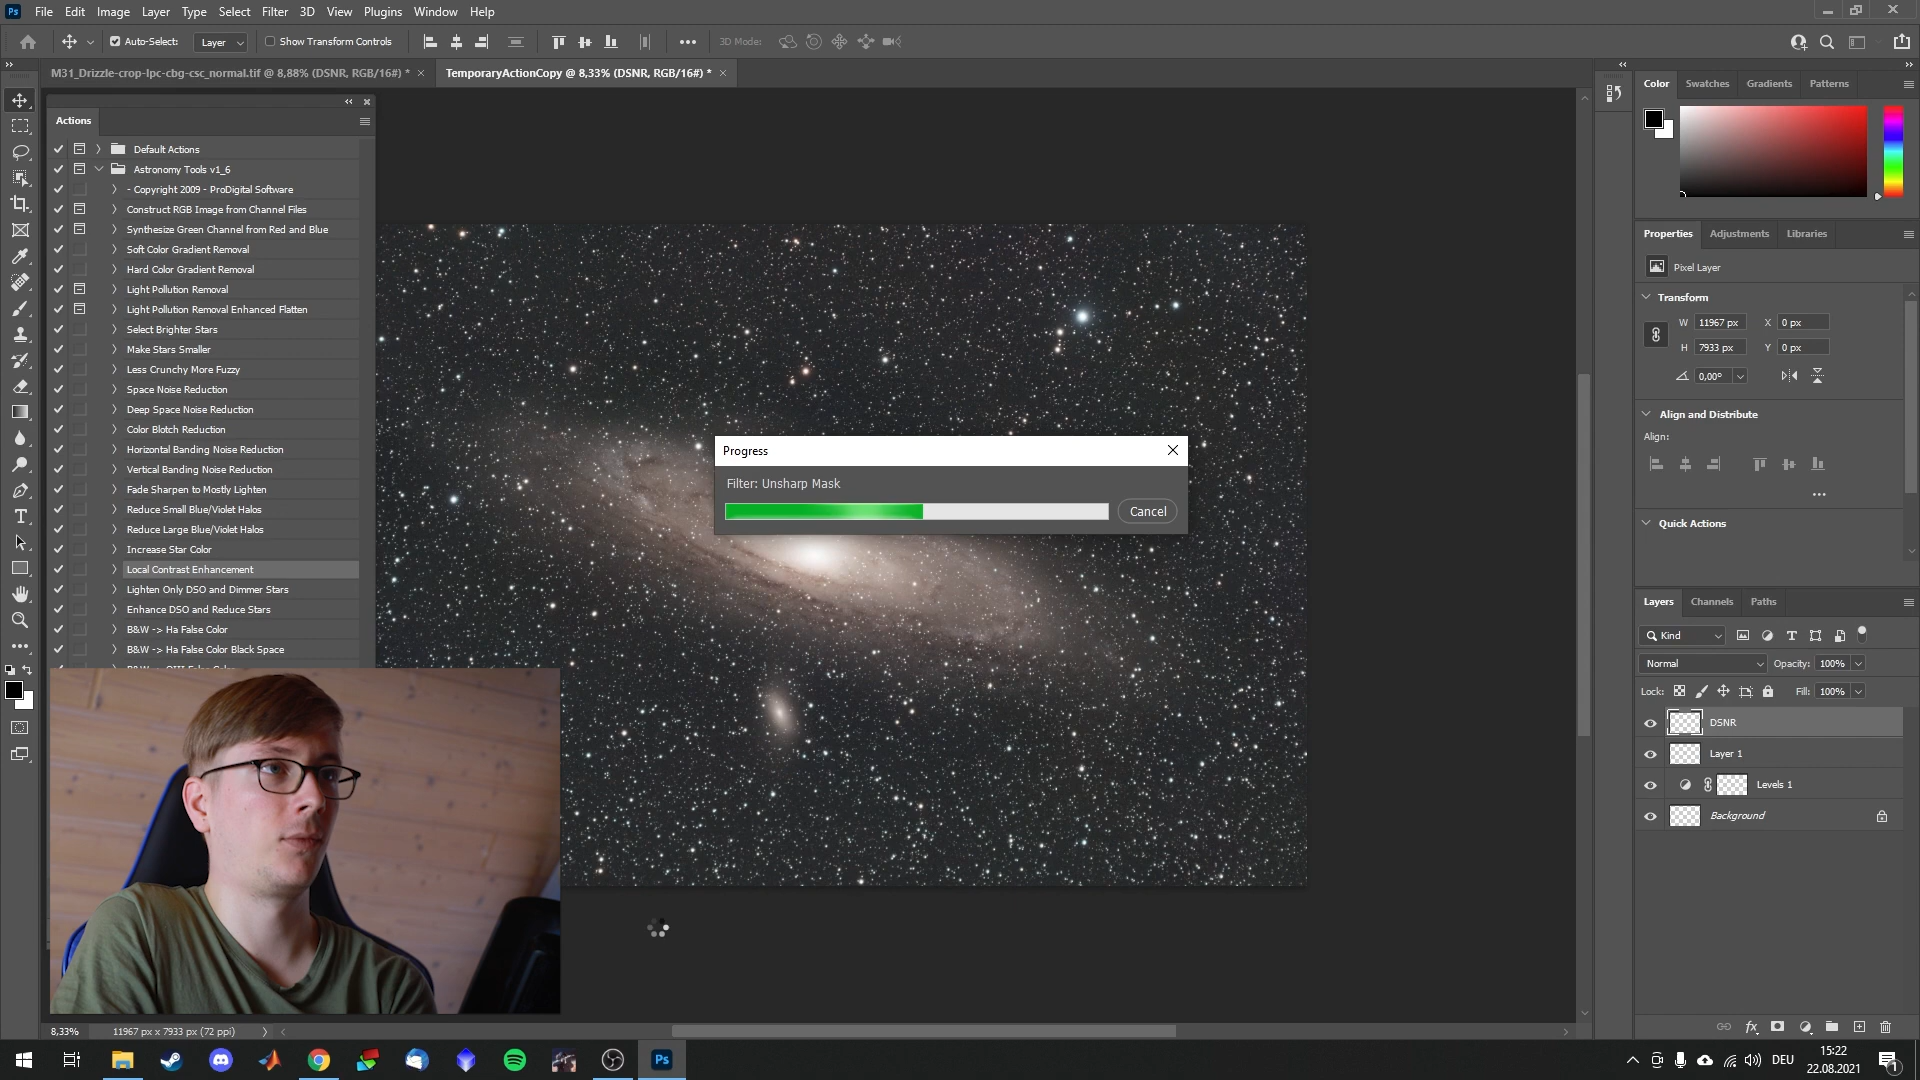 Ps File Edit Image Layer Type Select Filter 3D View Plugins Window Help
Auto-Select: Layer Show Transform Controls 3D Mode:
M31_Drizzle-crop-lpc-cbg-csc_normal.tif @ 8,88% (DSNR, RGB/16#) *
TemporaryActionCopy @ 8,33% (DSNR, RGB/16#) *
Actions
Default Actions
Astronomy Tools v1_6
- Copyright 2009 - ProDigital Software
Construct RGB Image from Channel Files
Synthesize Green Channel from Red and Blue
Soft Color Gradient Removal
Hard Color Gradient Removal
Light Pollution Removal
Light Pollution Removal Enhanced Flatten
Select Brighter Stars
Make Stars Smaller
Less Crunchy More Fuzzy
Space Noise Reduction
Deep Space Noise Reduction
Color Blotch Reduction
Horizontal Banding Noise Reduction
Vertical Banding Noise Reduction
Fade Sharpen to Mostly Lighten
Reduce Small Blue/Violet Halos
Reduce Large Blue/Violet Halos
Increase Star Color
Local Contrast Enhancement
Lighten Only DSO and Dimmer Stars
Enhance DSO and Reduce Stars
B&W -> Ha False Color
B&W -> Ha False Color Black Space
Progress
Filter: Unsharp Mask
Cancel
Color Swatches Gradients Patterns
Properties Adjustments Libraries
Pixel Layer
Transform
W 11967 px X 0 px
H 7933 px Y 0 px
0,00°
Align and Distribute
Align:
Quick Actions
Layers Channels Paths
Kind
Normal Opacity: 100%
Lock: Fill: 100%
DSNR
Layer 1
Levels 1
Background
8,33% 11967 px x 7933 px (72 ppi)
Ps
DEU
15:22
22.08.2021
1